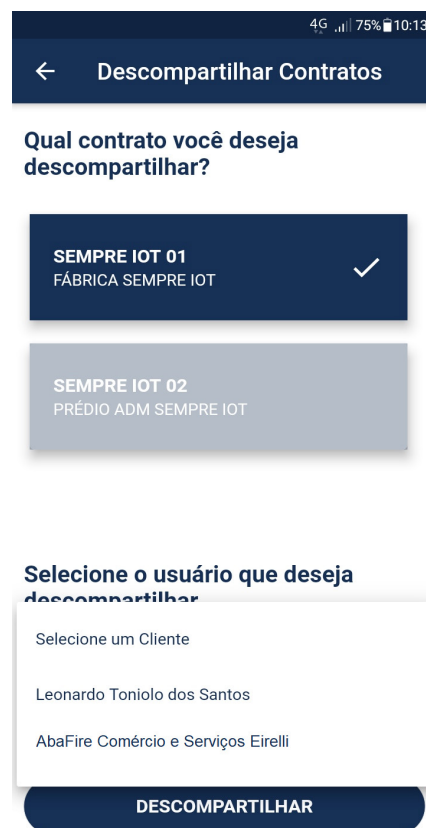 4G 75% 10:13
Descompartilhar Contratos
Qual contrato você deseja
descompartilhar?
SEMPRE IOT 01
FÁBRICA SEMPRE IOT
SEMPRE IOT 02
PRÉDIO ADM SEMPRE IOT
Selecione o usuário que deseja
descompartilhar
Selecione um Cliente
Leonardo Toniolo dos Santos
AbaFire Comércio e Serviços Eirelli
DESCOMPARTILHAR